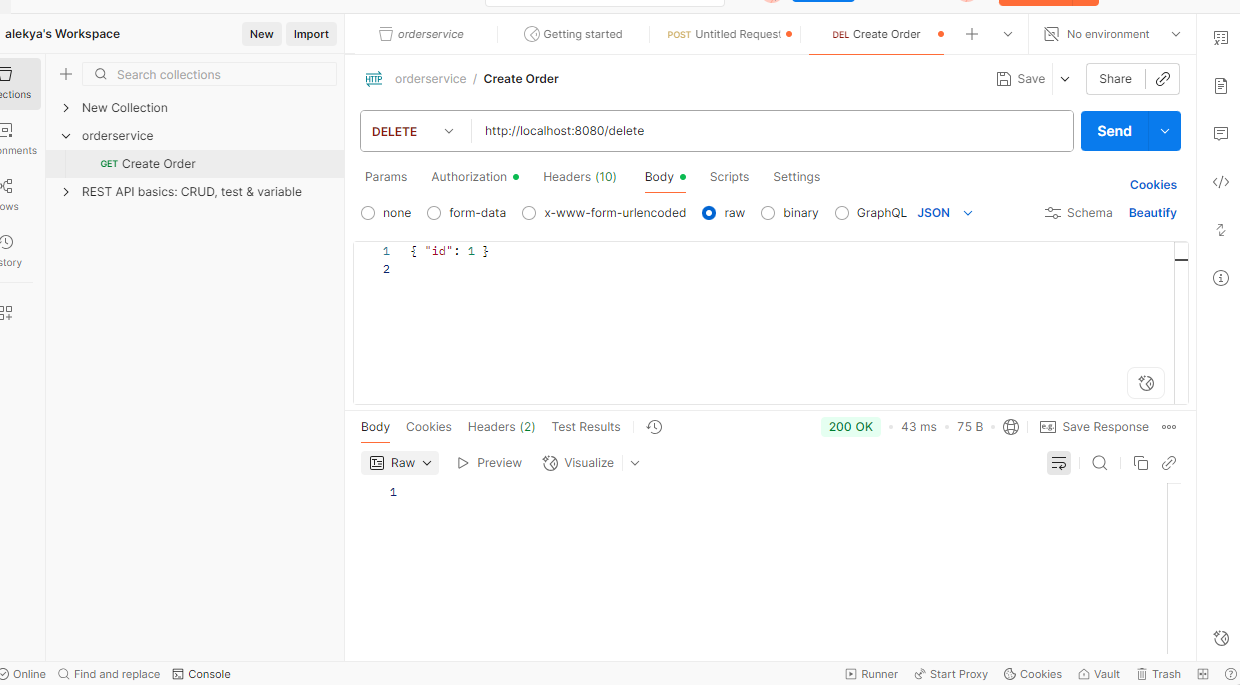 alekya's Workspace
New
Import
orderservice
Getting started
POST Untitled Request
DEL Create Order
No environment
ections
Search collections
orderservice / Create Order
Save
Share
New Collection
orderservice
GET Create Order
REST API basics: CRUD, test & variable
onments
ows
story
DELETE
http://localhost:8080/delete
Send
Params
Authorization
Headers (10)
Body
Scripts
Settings
Cookies
none
form-data
x-www-form-urlencoded
raw
binary
GraphQL
JSON
Schema
Beautify
1 { "id": 1 }
2
Body
Cookies
Headers (2)
Test Results
200 OK
43 ms
75 B
e.g.
Save Response
Raw
Preview
Visualize
1
Online
Find and replace
Console
Runner
Start Proxy
Cookies
Vault
Trash